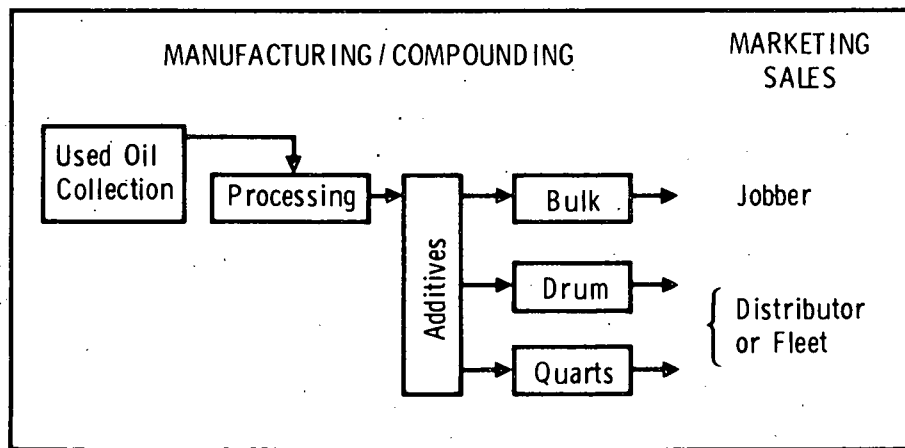 MANUFACTURING / COMPOUNDING
MARKETING
SALES
Used Oil
Collection
Processing
Additives
Bulk
Jobber
Drum
Distributor
or Fleet
Quarts